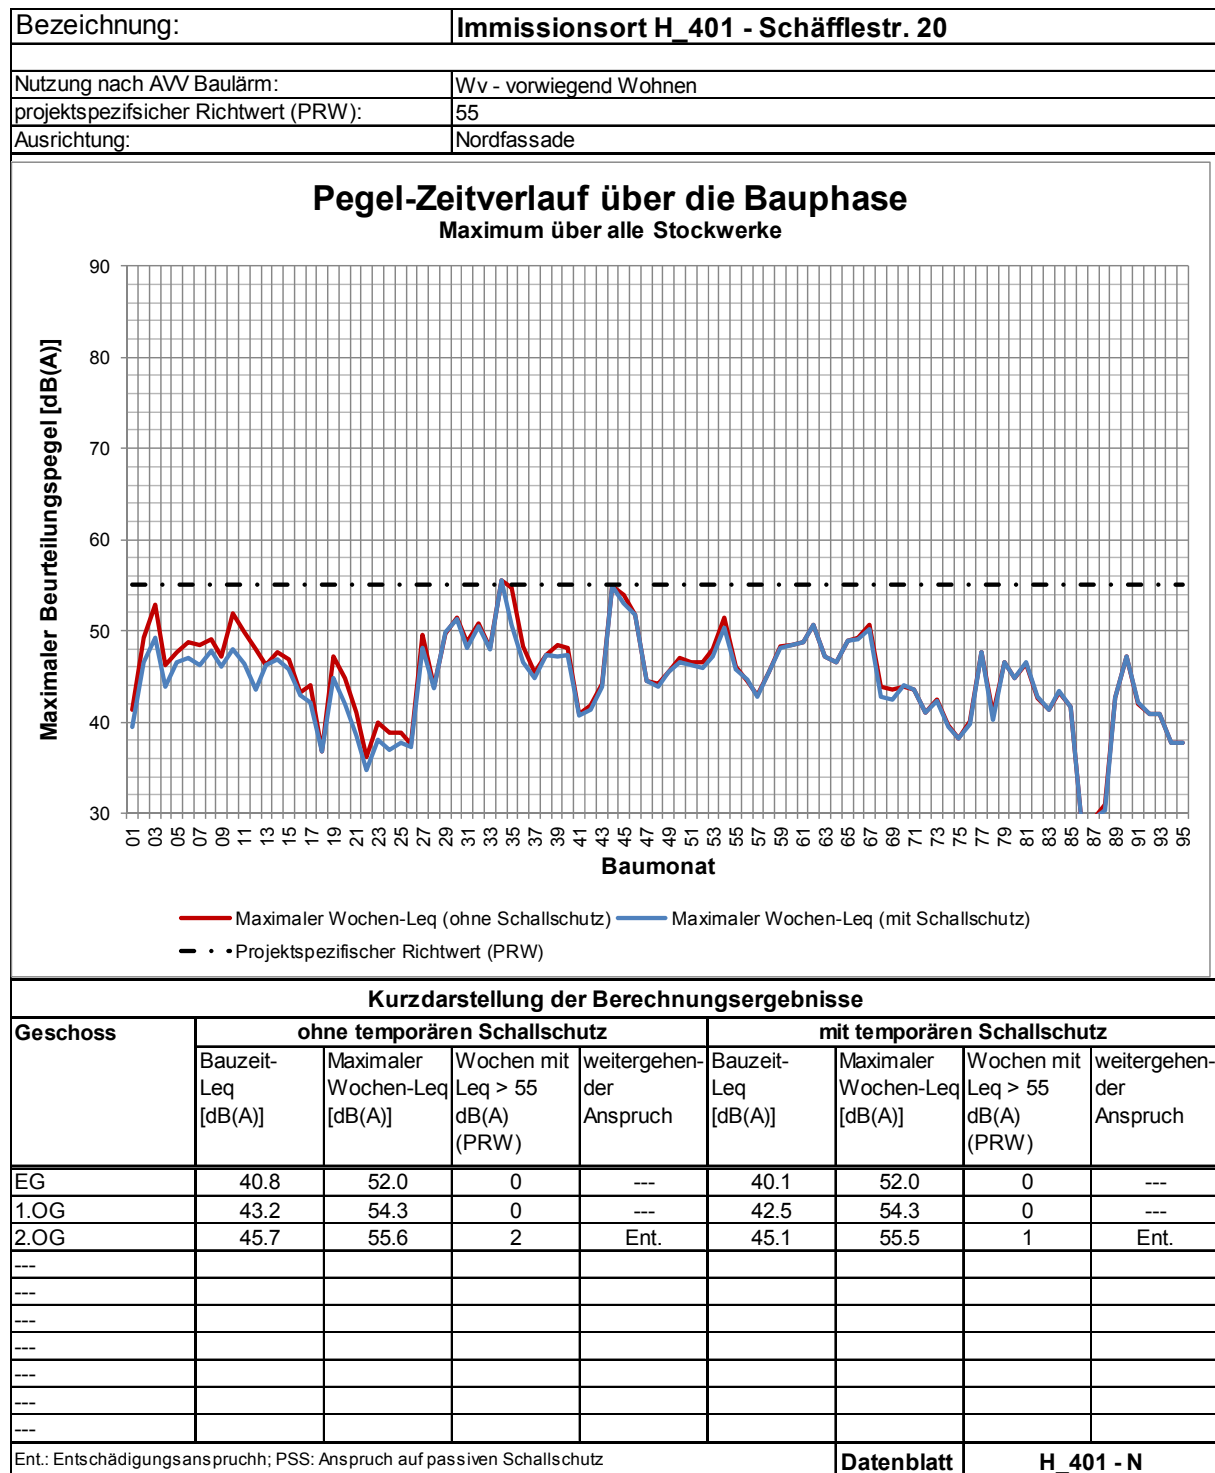 Bezeichnung: Immissionsort H_401 - Schäfflestr. 20
Nutzung nach AVV Baulärm: Wv - vorwiegend Wohnen
projektspezifsicher Richtwert (PRW): 55
Ausrichtung: Nordfassade
Pegel-Zeitverlauf über die Bauphase
Maximum über alle Stockwerke
Maximaler Beurteilungspegel [dB(A)]
90
80
70
60
50
40
30
01 03 05 07 09 11 13 15 17 19 21 23 25 27 29 31 33 35 37 39 41 43 45 47 49 51 53 55 57 59 61 63 65 67 69 71 73 75 77 79 81 83 85 87 89 91 93 95
Baumonat
Maximaler Wochen-Leq (ohne Schallschutz) Maximaler Wochen-Leq (mit Schallschutz)
Projektspezifischer Richtwert (PRW)
Kurzdarstellung der Berechnungsergebnisse
Geschoss ohne temporären Schallschutz mit temporären Schallschutz
Bauzeit- Maximaler Wochen mit weitergehen- Bauzeit- Maximaler Wochen mit weitergehen-
Leq Wochen-Leq Leq > 55 der Leq Wochen-Leq Leq > 55 der
[dB(A)] [dB(A)] dB(A) Anspruch [dB(A)] [dB(A)] dB(A) Anspruch
(PRW) (PRW)
EG 40.8 52.0 0 --- 40.1 52.0 0 ---
1.OG 43.2 54.3 0 --- 42.5 54.3 0 ---
2.OG 45.7 55.6 2 Ent. 45.1 55.5 1 Ent.
---
---
---
---
---
---
---
Ent.: Entschädigungsanspruchh; PSS: Anspruch auf passiven Schallschutz Datenblatt H_401 - N